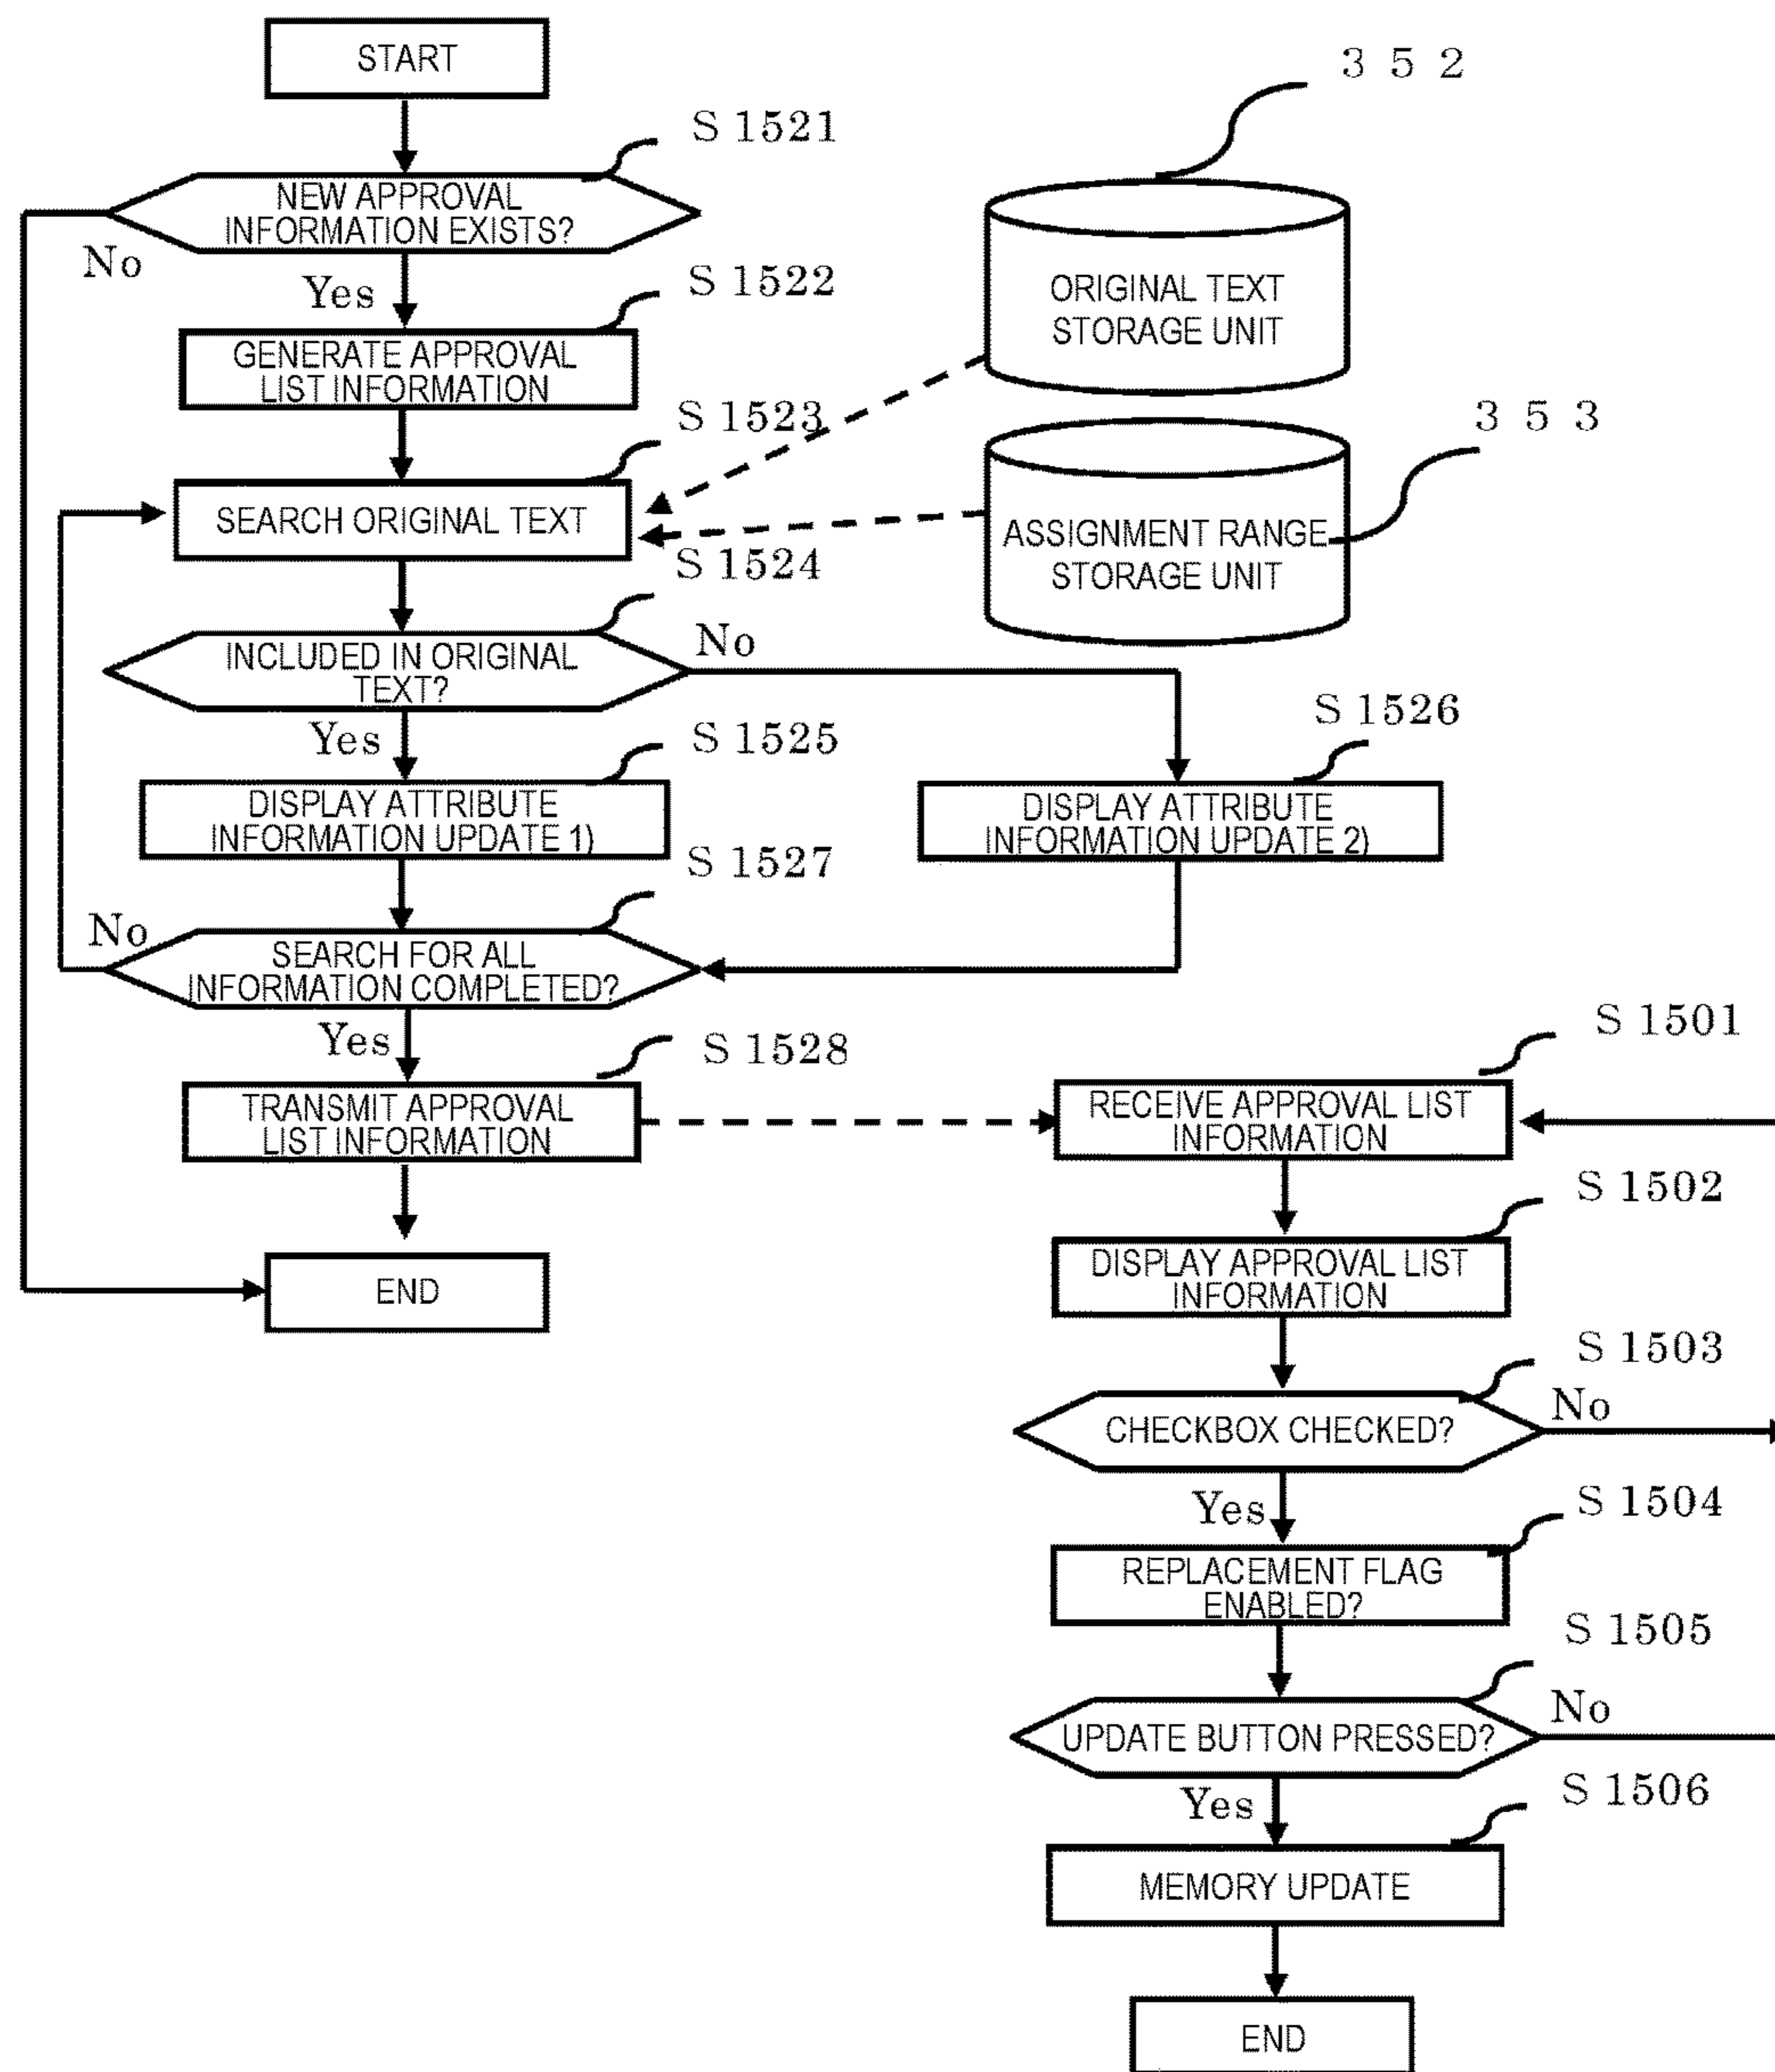 START
S 1521
NEW APPROVAL
INFORMATION EXISTS?
No
Yes
S 1522
GENERATE APPROVAL
LIST INFORMATION
S 1523
SEARCH ORIGINAL TEXT
S 1524
INCLUDED IN ORIGINAL
TEXT?
No
Yes
S 1525
DISPLAY ATTRIBUTE
INFORMATION UPDATE 1)
S 1526
DISPLAY ATTRIBUTE
INFORMATION UPDATE 2)
S 1527
No
SEARCH FOR ALL
INFORMATION COMPLETED?
Yes
S 1528
TRANSMIT APPROVAL
LIST INFORMATION
END
3 5 2
ORIGINAL TEXT
STORAGE UNIT
3 5 3
ASSIGNMENT RANGE
STORAGE UNIT
S 1501
RECEIVE APPROVAL LIST
INFORMATION
S 1502
DISPLAY APPROVAL LIST
INFORMATION
S 1503
CHECKBOX CHECKED?
No
Yes
S 1504
REPLACEMENT FLAG
ENABLED?
S 1505
UPDATE BUTTON PRESSED?
No
Yes
S 1506
MEMORY UPDATE
END